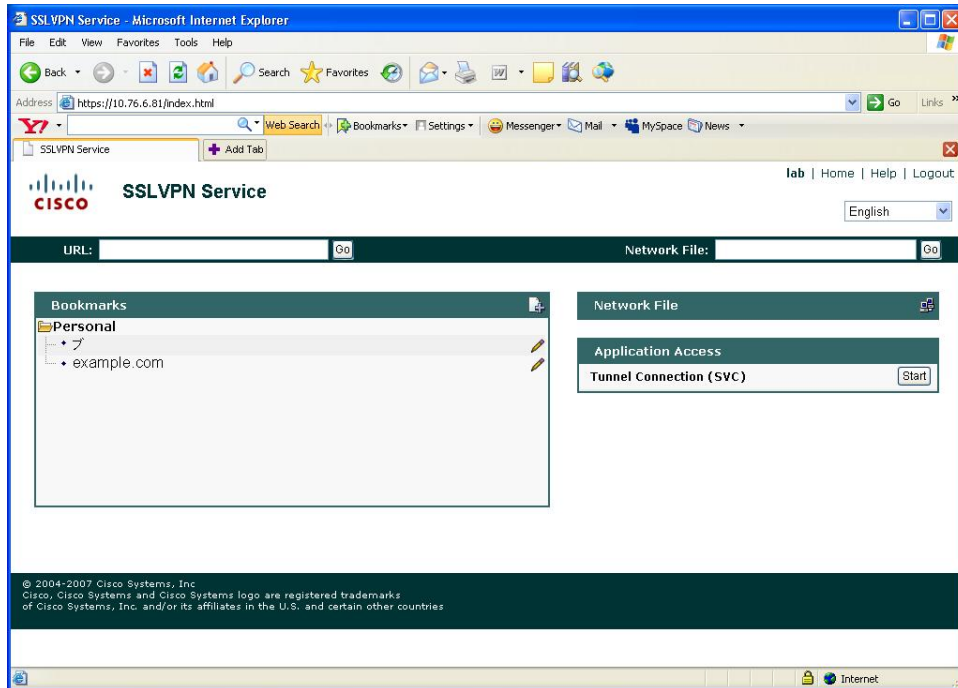 SSLVPN Service - Microsoft Internet Explorer
File Edit View Favorites Tools Help
Back Search Favorites
Address https://10.76.6.81/index.html Go Links »
Y! Web Search Bookmarks Settings Messenger Mail MySpace News
SSLVPN Service Add Tab
lab | Home | Help | Logout
CISCO SSLVPN Service
English
URL: Go Network File: Go
Bookmarks
Personal
ブ
example.com
Network File
Application Access
Tunnel Connection (SVC) Start
© 2004-2007 Cisco Systems, Inc
Cisco, Cisco Systems and Cisco Systems logo are registered trademarks
of Cisco Systems, Inc. and/or its affiliates in the U.S. and certain other countries
Internet